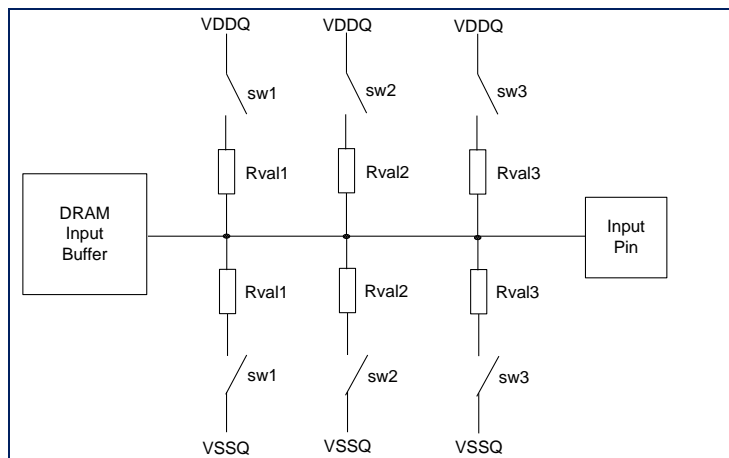 VDDQ VDDQ VDDQ
sw1 sw2 sw3
Rval1 Rval2 Rval3
DRAM
Input
Buffer
Input
Pin
Rval1 Rval2 Rval3
sw1 sw2 sw3
VSSQ VSSQ VSSQ